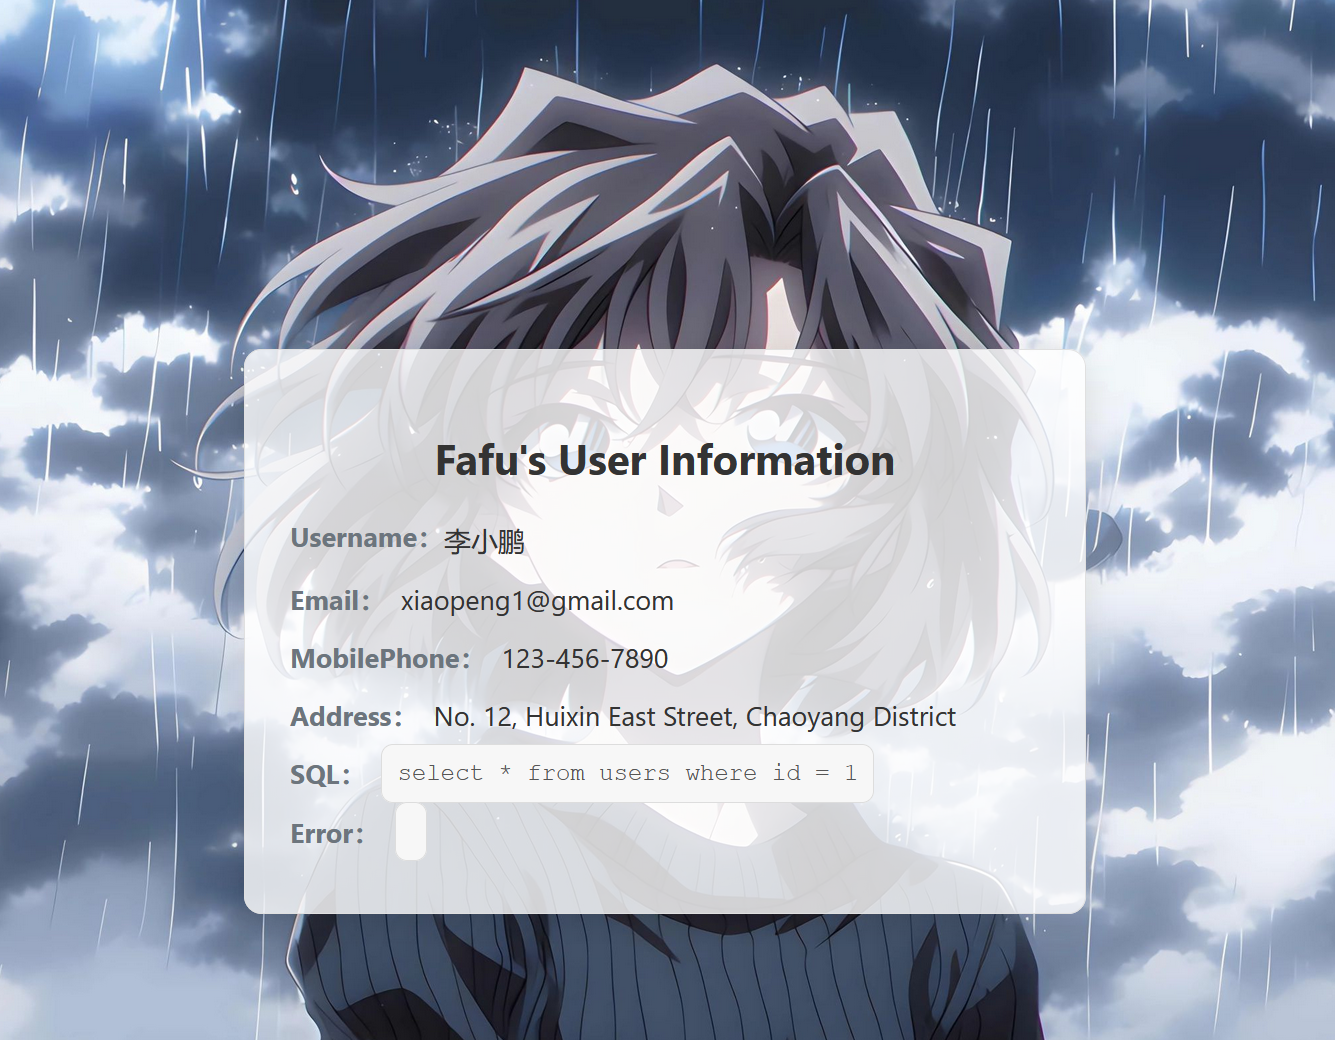 Fafu's User Information
Username： 李小鹏
Email： xiaopeng1@gmail.com
MobilePhone： 123-456-7890
Address： No. 12, Huixin East Street, Chaoyang District
SQL： select * from users where id = 1
Error：